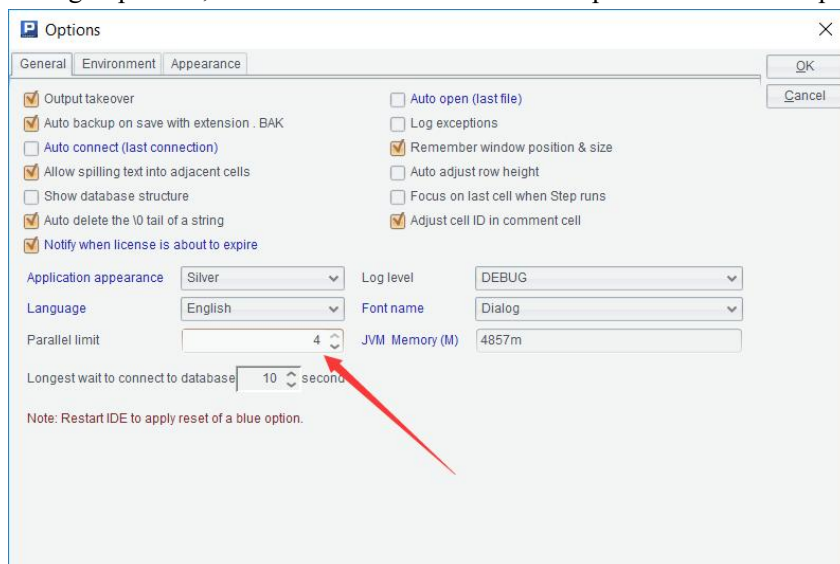 Options
General Environment Appearance
OK
Cancel
Output takeover
Auto open (last file)
Auto backup on save with extension . BAK
Log exceptions
Auto connect (last connection)
Remember window position & size
Allow spilling text into adjacent cells
Auto adjust row height
Show database structure
Focus on last cell when Step runs
Auto delete the \0 tail of a string
Adjust cell ID in comment cell
Notify when license is about to expire
Application appearance Silver Log level DEBUG
Language English Font name Dialog
Parallel limit 4 JVM Memory (M) 4857m
Longest wait to connect to database 10 second
Note: Restart IDE to apply reset of a blue option.